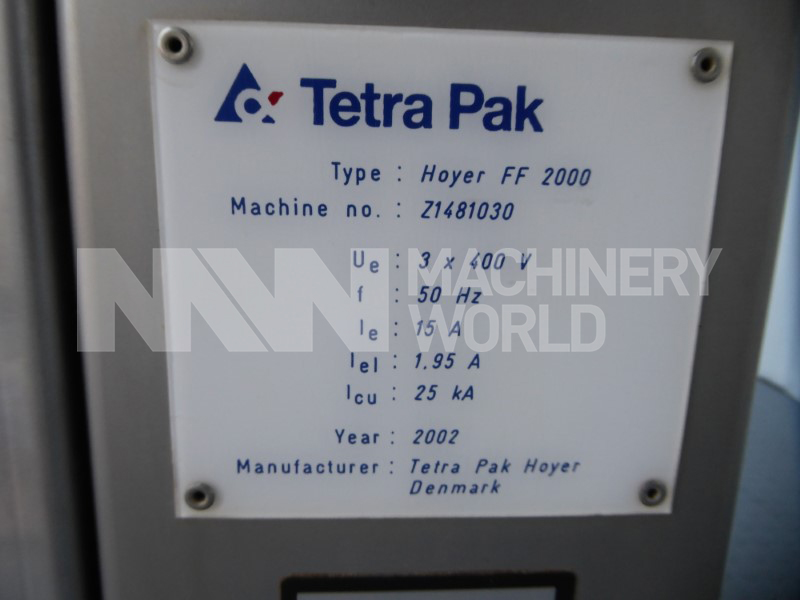 Tetra Pak
Type : Hoyer FF 2000
Machine no. : Z1481030
Ue : 3 x 400 V
f : 50 Hz
Ie : 15 A
Iel : 1.95 A
Icu : 25 kA
Year : 2002
Manufacturer : Tetra Pak Hoyer
Denmark
MW MACHINERY
WORLD